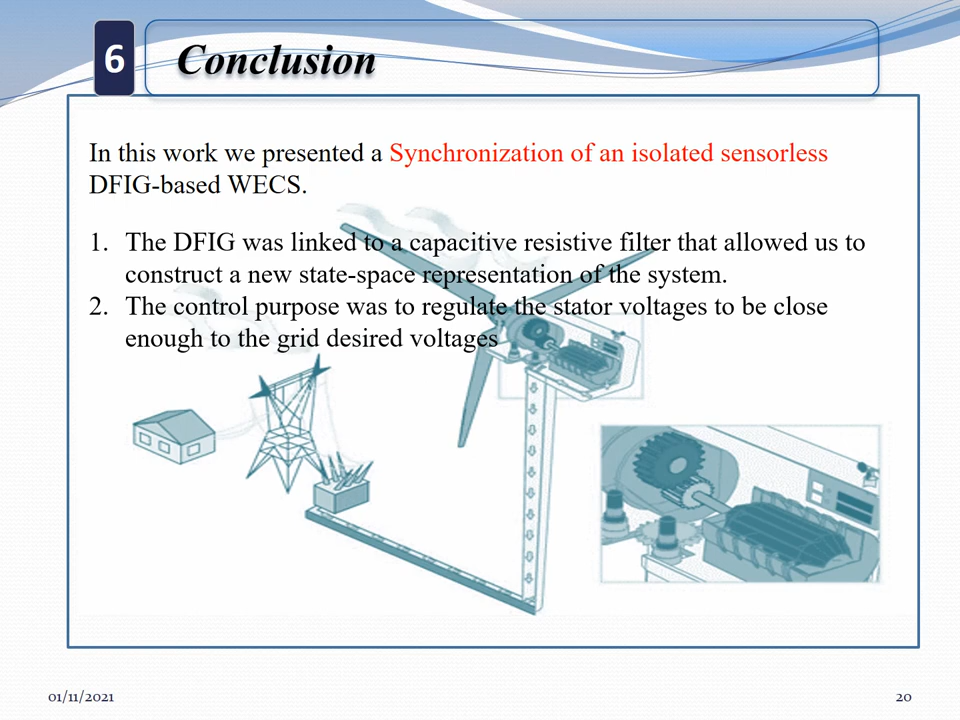 6
Conclusion
In this work we presented a Synchronization of an isolated sensorless
DFIG-based WECS.
1. The DFIG was linked to a capacitive resistive filter that allowed us to
construct a new state-space representation of the system.
2. The control purpose was to regulate the stator voltages to be close
enough to the grid desired voltages
01/11/2021
20